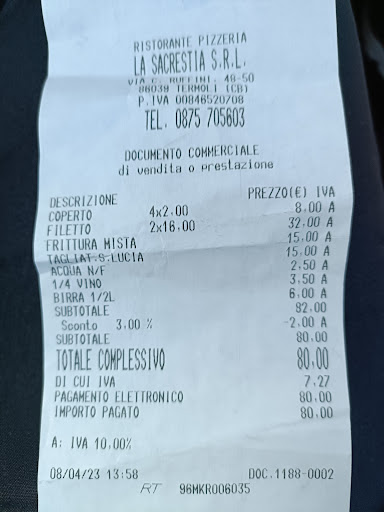 RISTORANTE PIZZERIA
LA SACRESTIA S.R.L.
VIA C. RUFFINI, 48-50
86039 TERMOLI (CB)
P.IVA 00846520708
TEL. 0875 705603
DOCUMENTO COMMERCIALE
di vendita o prestazione
DESCRIZIONE PREZZO(€) IVA
COPERTO 4x2.00 8.00 A
FILETTO 2x16.00 32.00 A
FRITTURA MISTA 15.00 A
TAGLIAT.S.LUCIA 15.00 A
ACQUA N/F 2.50 A
1/4 VINO 3.50 A
BIRRA 1/2L 6.00 A
SUBTOTALE 82.00
Sconto 3.00 % -2.00 A
SUBTOTALE 80.00
TOTALE COMPLESSIVO 80.00
DI CUI IVA 7.27
PAGAMENTO ELETTRONICO 80.00
IMPORTO PAGATO 80.00
A: IVA 10.00%
08/04/23 13:58 DOC.1188-0002
RT 96MKR006035